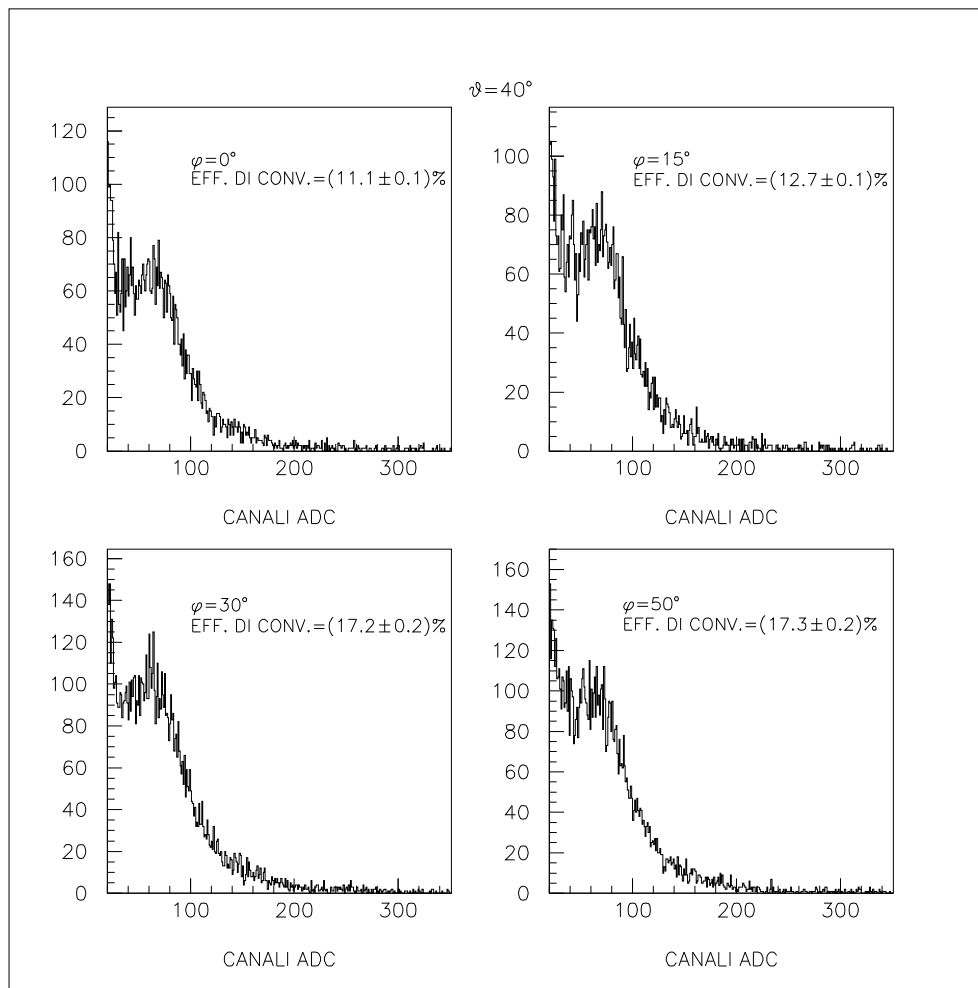 ϑ=40°
120
100
80
60
40
20
0
φ=0°
EFF. DI CONV.=(11.1±0.1)%
100 200 300
CANALI ADC
100
80
60
40
20
0
φ=15°
EFF. DI CONV.=(12.7±0.1)%
100 200 300
CANALI ADC
160
140
120
100
80
60
40
20
0
φ=30°
EFF. DI CONV.=(17.2±0.2)%
100 200 300
CANALI ADC
160
140
120
100
80
60
40
20
0
φ=50°
EFF. DI CONV.=(17.3±0.2)%
100 200 300
CANALI ADC